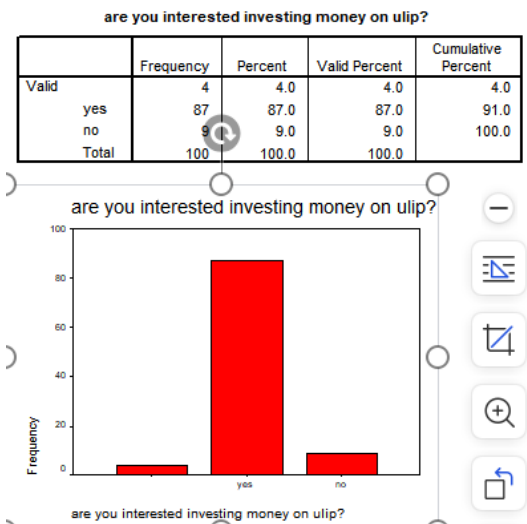 are you interested investing money on ulip?
Frequency Percent Valid Percent Cumulative Percent
Valid 4 4.0 4.0 4.0
yes 87 87.0 87.0 91.0
no 9 9.0 9.0 100.0
Total 100 100.0 100.0
are you interested investing money on ulip?
100
80
60
40
20
0
Frequency
yes no
are you interested investing money on ulip?